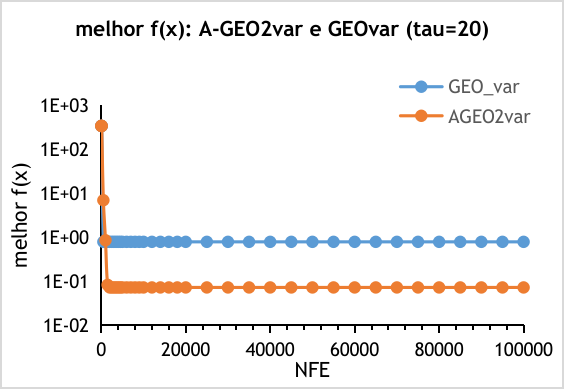 melhor f(x): A-GEO2var e GEOvar (tau=20)
GEO_var
AGEO2var
melhor f(x)
1E+03
1E+02
1E+01
1E+00
1E-01
1E-02
0
20000
40000
60000
80000
100000
NFE